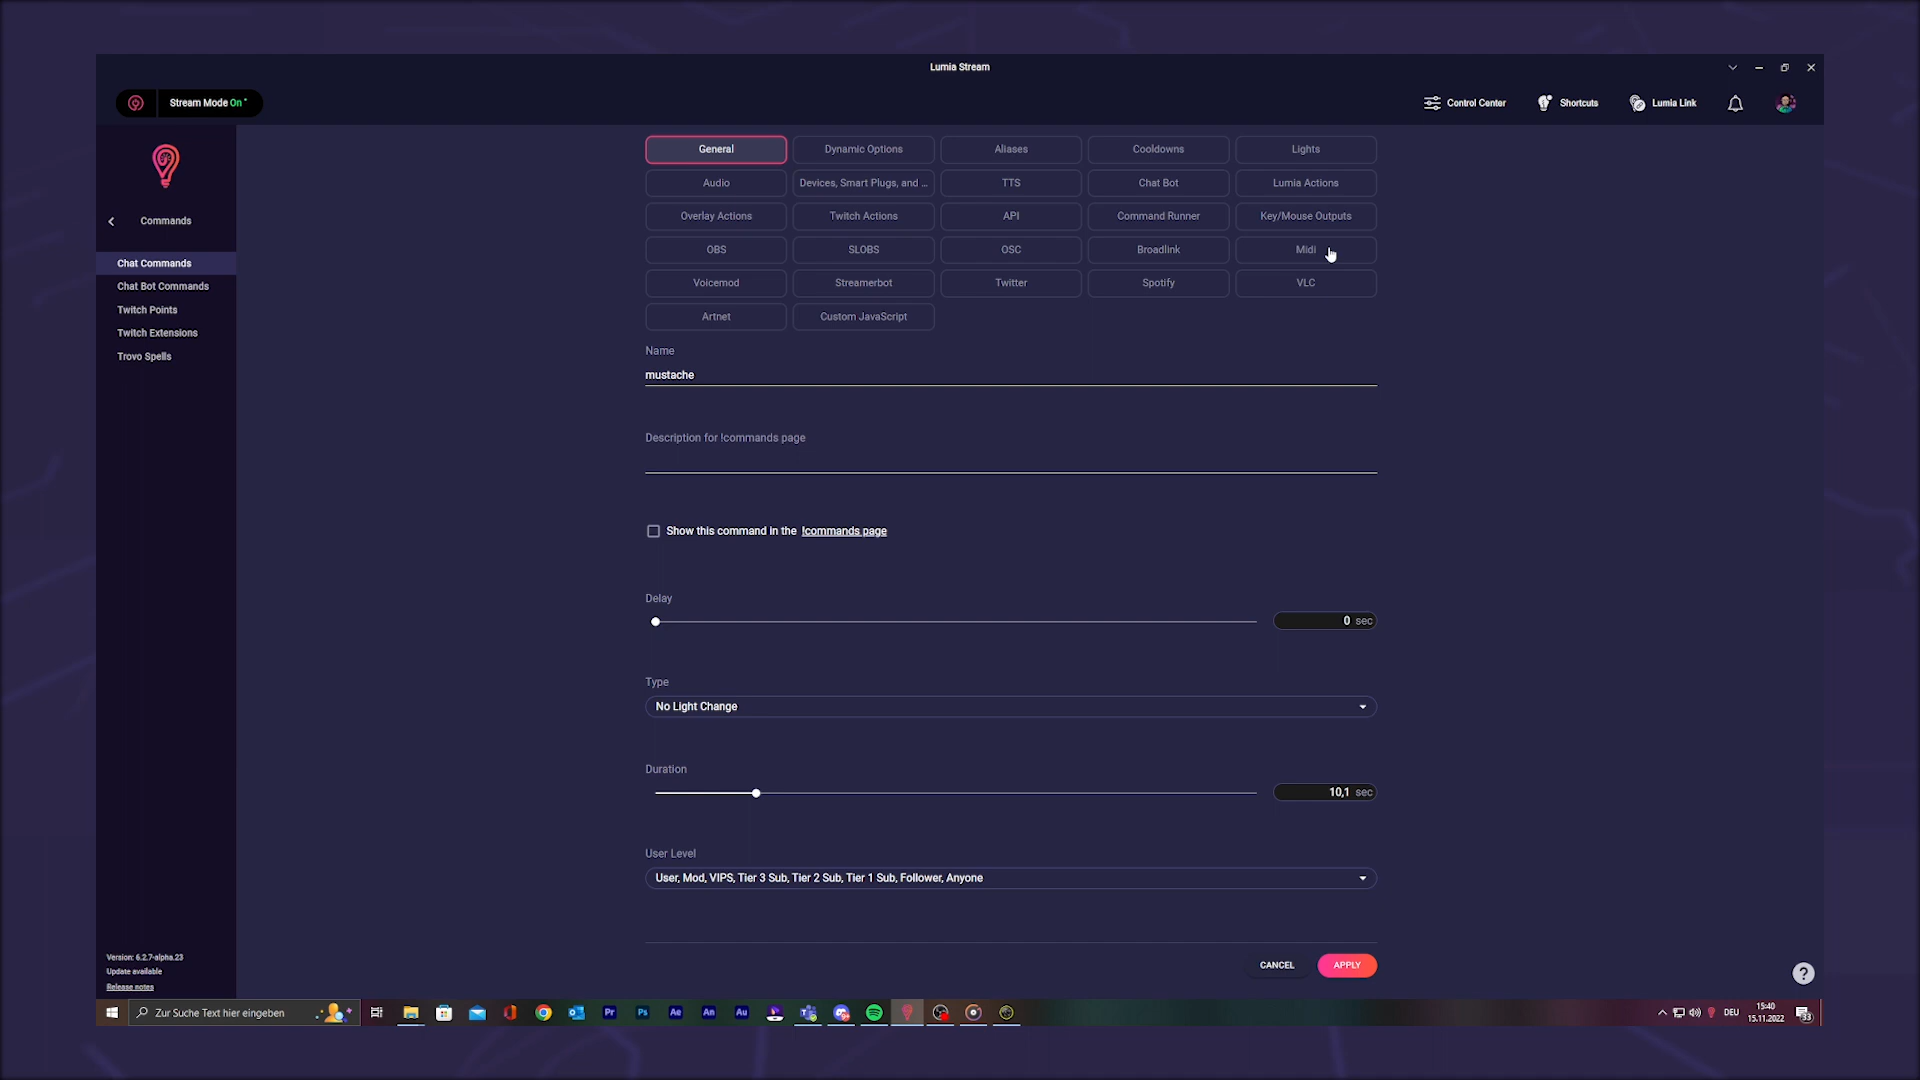 Lumia Stream
Stream Mode On
Control Center
Shortcuts
Lumia Link
Commands
Chat Commands
Chat Bot Commands
Twitch Points
Twitch Extensions
Trovo Spells
General Dynamic Options Aliases Cooldowns Lights
Audio Devices, Smart Plugs, and ... TTS Chat Bot Lumia Actions
Overlay Actions Twitch Actions API Command Runner Key/Mouse Outputs
OBS SLOBS OSC Broadlink Midi
Voicemod Streamerbot Twitter Spotify VLC
Artnet Custom JavaScript
Name
mustache
Description for !commands page
Show this command in the !commands page
Delay
0 sec
Type
No Light Change
Duration
10,1 sec
User Level
User, Mod, VIPS, Tier 3 Sub, Tier 2 Sub, Tier 1 Sub, Follower, Anyone
CANCEL APPLY
Version: 6.2.7-alpha.23
Update available
Release notes
?
Zur Suche Text hier eingeben
Pr Ps Ae An Au
DEU
15:40
15.11.2022
33